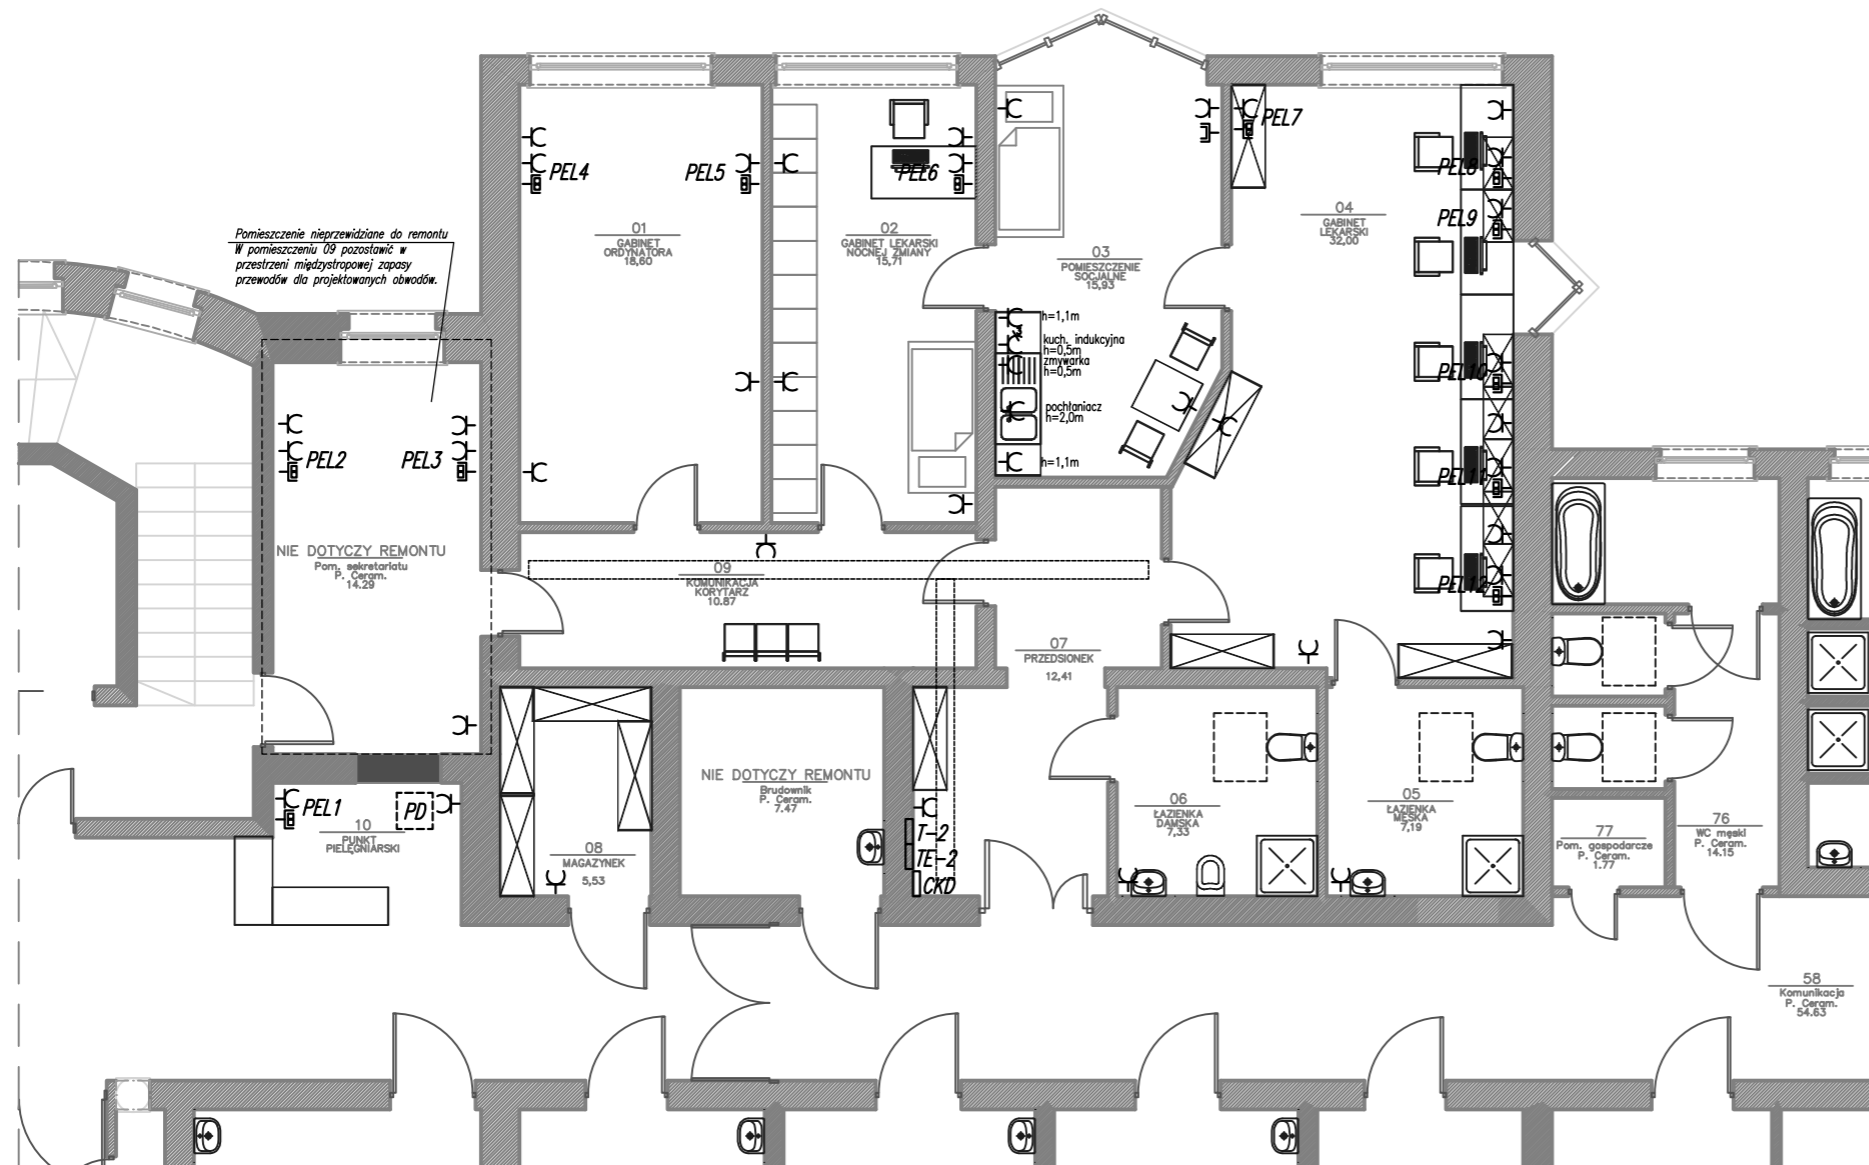 Pomieszczenie nieprzewidziane do remontu
W pomieszczeniu 09 pozostawić w
przestrzeni międzystropowej zapasy
przewodów dla projektowanych obwodów.
PEL4
PEL5
PEL6
PEL7
PEL8
PEL9
PEL10
PEL11
PEL12
01
GABINET
ORDYNATORA
18,60
02
GABINET LEKARSKI
NOCNEJ ZMIANY
15,71
03
POMIESZCZENIE
SOCJALNE
15,93
04
GABINET
LEKARSKI
32,00
h=1,1m
kuch. indukcyjna
h=0,5m
zmywarka
h=0,5m
pochłaniacz
h=2,0m
h=1,1m
PEL2
PEL3
NIE DOTYCZY REMONTU
Pom. sekretariatu
P. Ceram.
14.29
09
KOMUNIKACJA
KORYTARZ
10.87
07
PRZEDSIONEK
12,41
PEL1
PD
10
PUNKT
PIELĘGNIARSKI
08
MAGAZYNEK
5,53
NIE DOTYCZY REMONTU
Brudownik
P. Ceram.
7.47
T-2
TE-2
CKD
06
ŁAZIENKA
DAMSKA
7,33
05
ŁAZIENKA
MĘSKA
7,19
77
Pom. gospodarcze
P. Ceram.
1.77
76
WC męski
P. Ceram.
14.15
58
Komunikacja
P. Ceram.
54.63